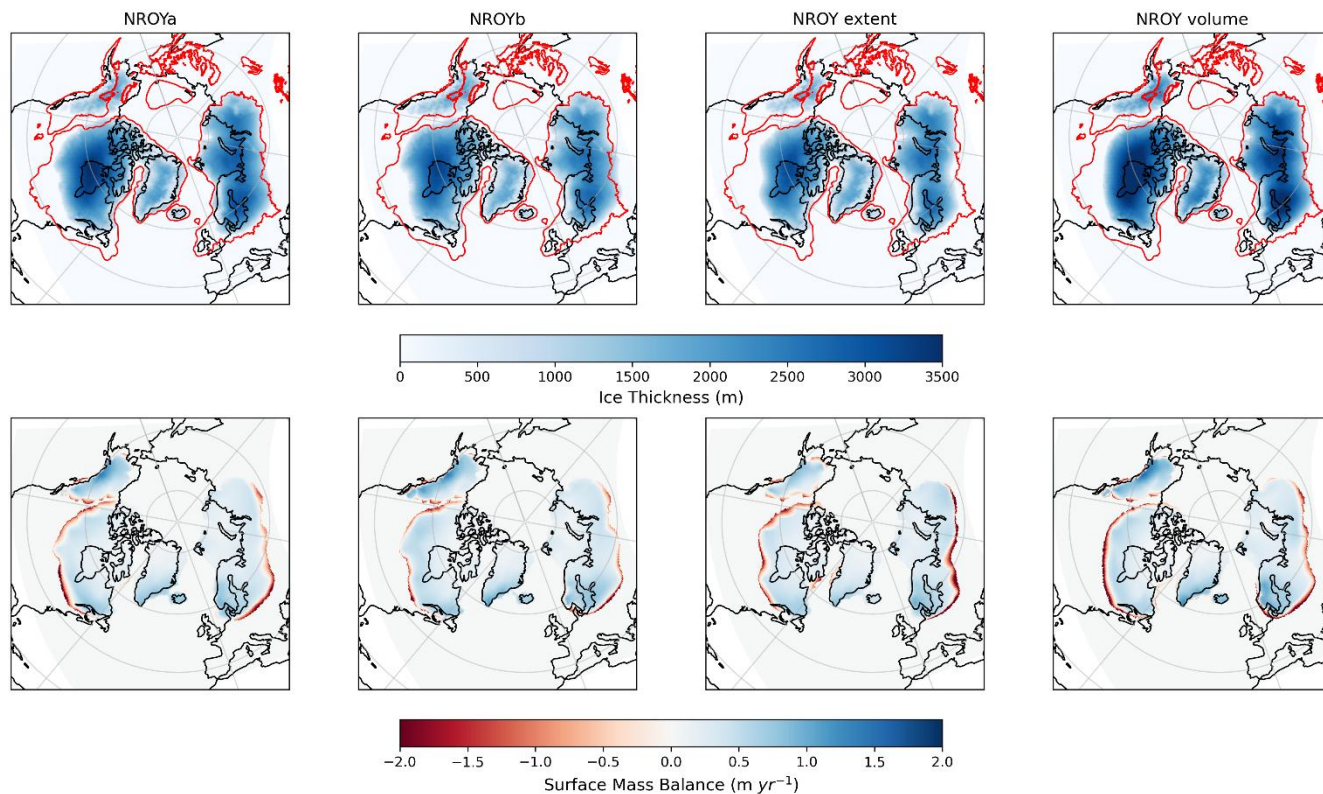 NROYa
NROYb
NROY extent
NROY volume
0 500 1000 1500 2000 2500 3000 3500
Ice Thickness (m)
−2.0 −1.5 −1.0 −0.5 0.0 0.5 1.0 1.5 2.0
Surface Mass Balance (m yr⁻¹)